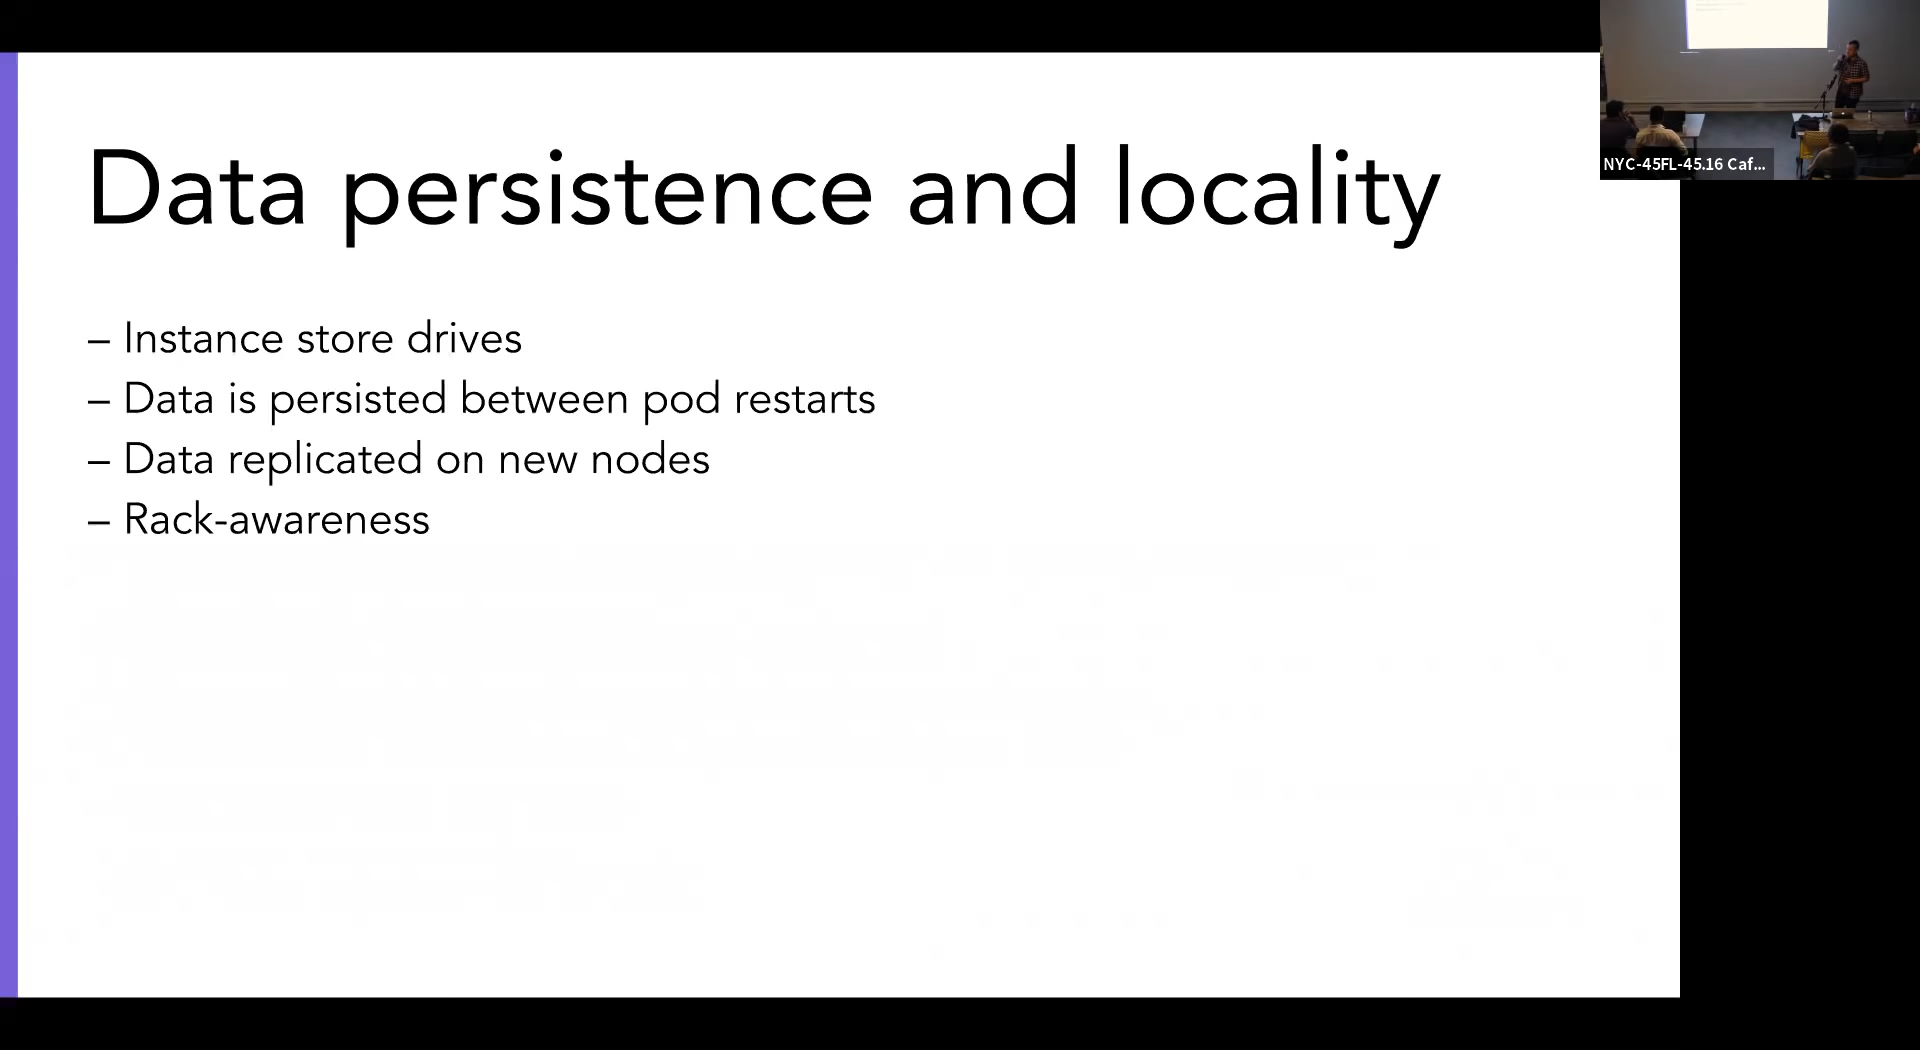 Data persistence and locality
– Instance store drives
– Data is persisted between pod restarts
– Data replicated on new nodes
– Rack-awareness
NYC-45FL-45.16 Caf...